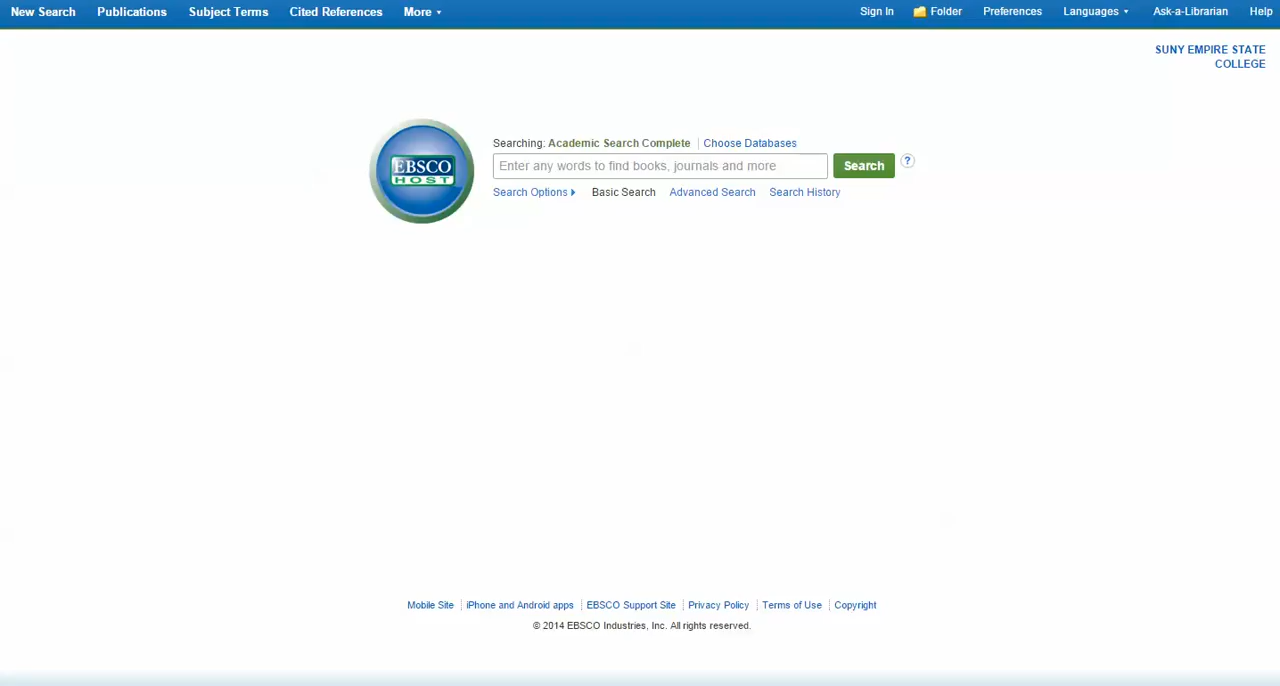 New Search Publications Subject Terms Cited References More Sign In Folder Preferences Languages Ask-a-Librarian Help
SUNY EMPIRE STATE
COLLEGE
EBSCO
HOST
Searching: Academic Search Complete Choose Databases
Enter any words to find books, journals and more Search ?
Search Options Basic Search Advanced Search Search History
Mobile Site iPhone and Android apps EBSCO Support Site Privacy Policy Terms of Use Copyright
© 2014 EBSCO Industries, Inc. All rights reserved.